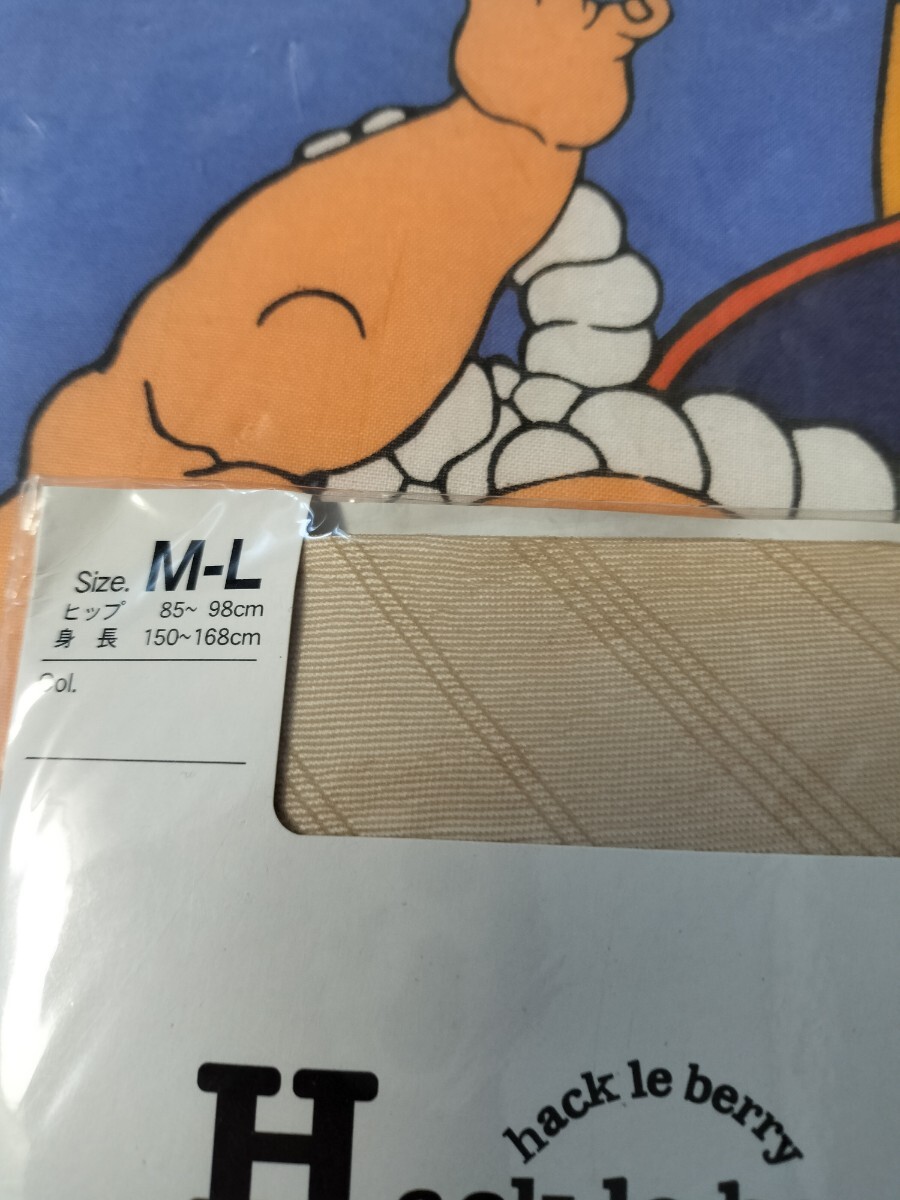 Size. M-L
ヒップ 85~ 98cm
身 長 150~168cm
Col.
hack le berry
H